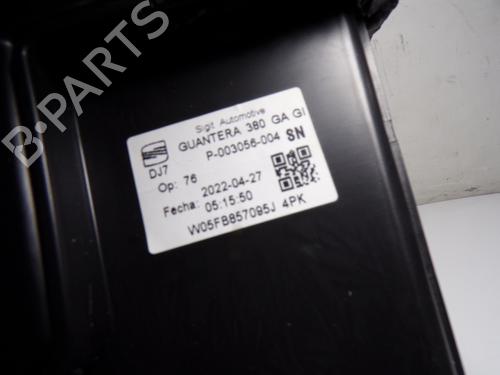 Sigit Automotive
GUANTERA 380 GA GI
P-003056-004 SN
DJ7
Op: 76
2022-04-27
Fecha: 05:15:50
W05FB857095J 4PK
B-PARTS